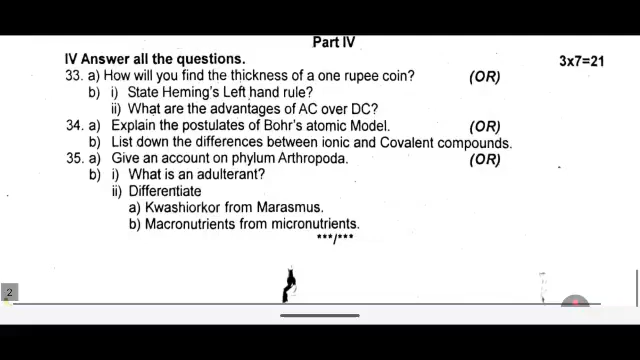 Part IV
IV Answer all the questions. 3x7=21
33. a) How will you find the thickness of a one rupee coin? (OR)
b) i) State Heming's Left hand rule?
ii) What are the advantages of AC over DC?
34. a) Explain the postulates of Bohr's atomic Model. (OR)
b) List down the differences between ionic and Covalent compounds.
35. a) Give an account on phylum Arthropoda. (OR)
b) i) What is an adulterant?
ii) Differentiate
a) Kwashiorkor from Marasmus.
b) Macronutrients from micronutrients.
***/***
2